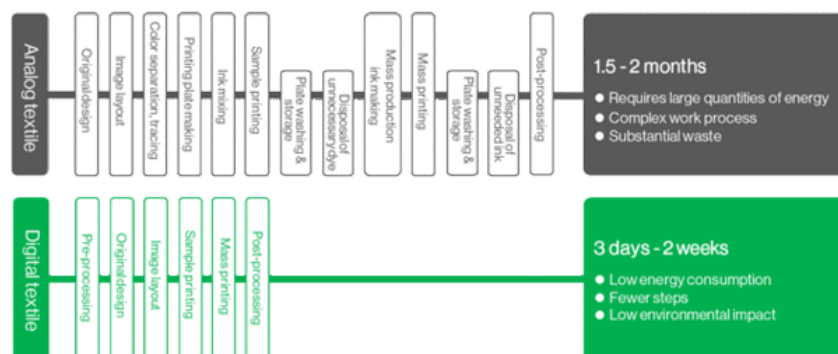 Analog textile
Original design
Image layout
Color separation, tracing
Printing plate making
Ink mixing
Sample printing
Plate washing &
storage
Disposal of
unnecessary dye
Mass production
ink making
Mass printing
Plate washing &
storage
Disposal of
unneeded ink
Post-processing
1.5 - 2 months
● Requires large quantities of energy
● Complex work process
● Substantial waste
Digital textile
Pre-processing
Original design
Image layout
Sample printing
Mass printing
Post-processing
3 days - 2 weeks
● Low energy consumption
● Fewer steps
● Low environmental impact